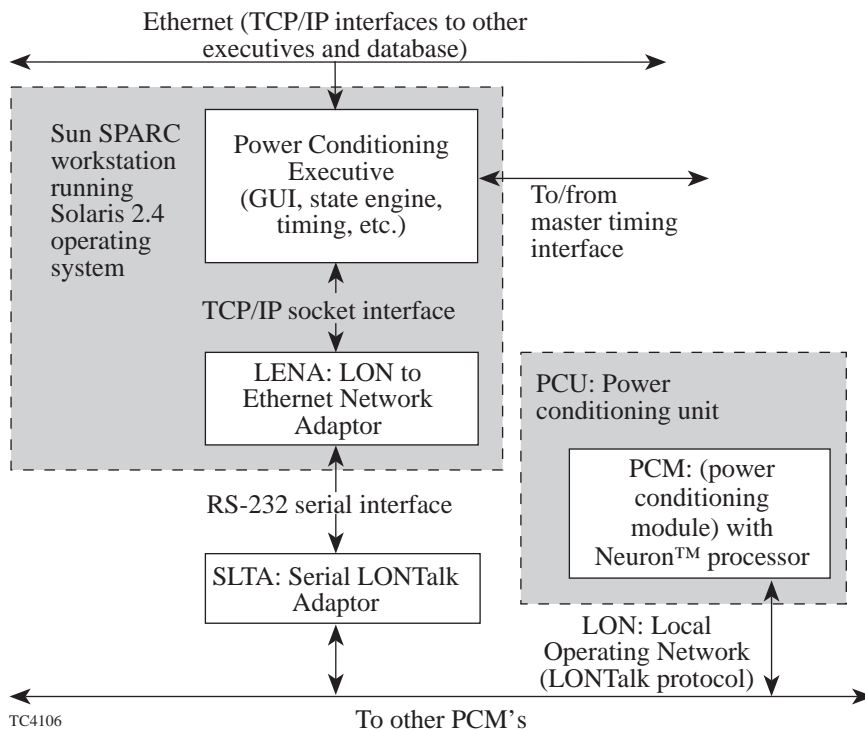 Ethernet (TCP/IP interfaces to other
executives and database)
Sun SPARC
workstation
running
Solaris 2.4
operating
system
Power Conditioning
Executive
(GUI, state engine,
timing, etc.)
To/from
master timing
interface
TCP/IP socket interface
LENA: LON to
Ethernet Network
Adaptor
PCU: Power
conditioning unit
PCM: (power
conditioning
module) with
Neuron™ processor
RS-232 serial interface
SLTA: Serial LONTalk
Adaptor
LON: Local
Operating Network
(LONTalk protocol)
TC4106
To other PCM's